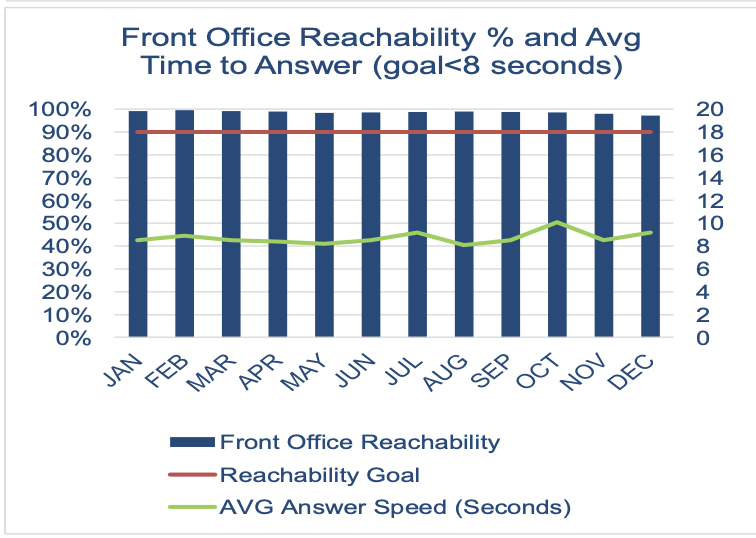 Front Office Reachability % and Avg
Time to Answer (goal<8 seconds)
100%
90%
80%
70%
60%
50%
40%
30%
20%
10%
0%
20
18
16
14
12
10
8
6
4
2
0
JAN
FEB
MAR
APR
MAY
JUN
JUL
AUG
SEP
OCT
NOV
DEC
Front Office Reachability
Reachability Goal
AVG Answer Speed (Seconds)